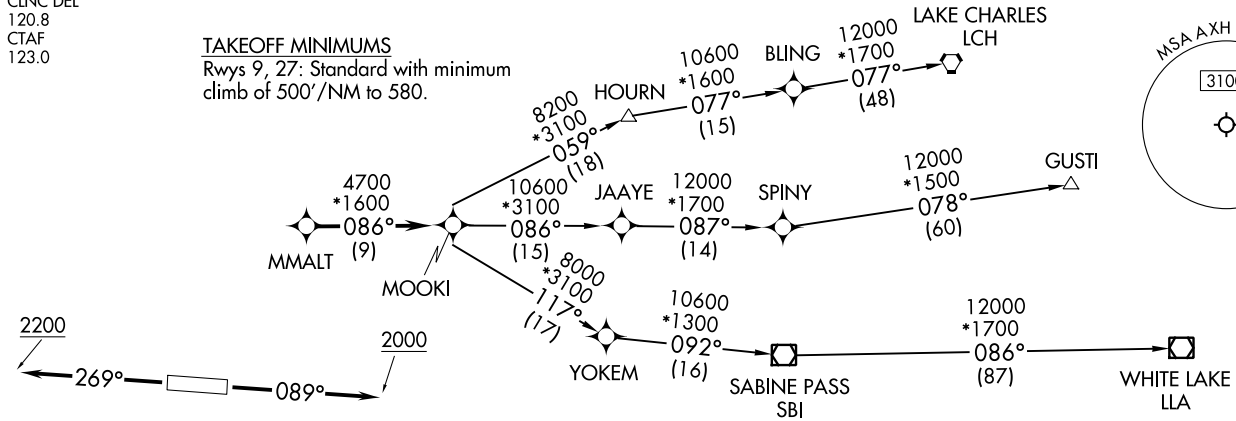 120.8
CTAF
123.0
TAKEOFF MINIMUMS
Rwys 9, 27: Standard with minimum
climb of 500'/NM to 580.
LAKE CHARLES
LCH
12000
*1700
077°
(48)
BLING
10600
*1600
077°
(15)
HOURN
8200
*3100
059°
(18)
MSA AXH
3100
4700
*1600
086°
(9)
MMALT
MOOKI
10600
*3100
086°
(15)
JAAYE
12000
*1700
087°
(14)
SPINY
12000
*1500
078°
(60)
GUSTI
8000
*3100
117°
(17)
YOKEM
10600
*1300
092°
(16)
SABINE PASS
SBI
12000
*1700
086°
(87)
WHITE LAKE
LLA
2200
269°
089°
2000